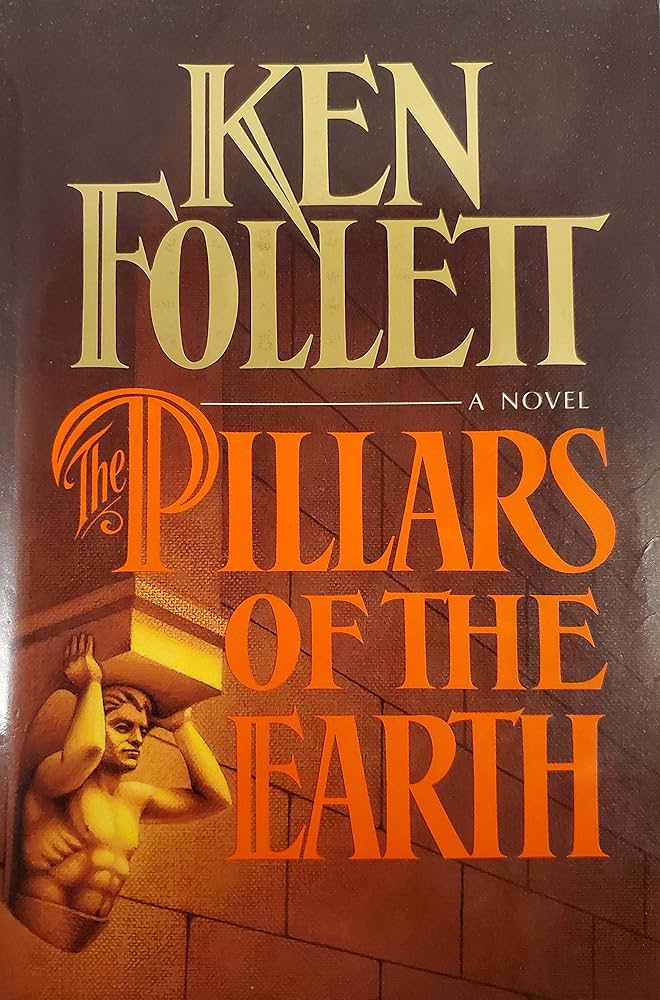 KEN
FOLLETT
A NOVEL
The PILLARS
OF THE
EARTH